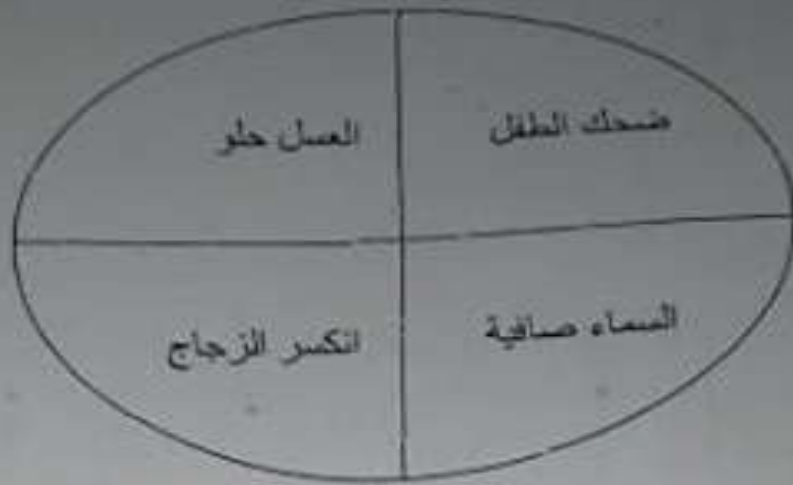 ضحك الطفل
العسل حلو
السماء صافية
انكسر الزجاج